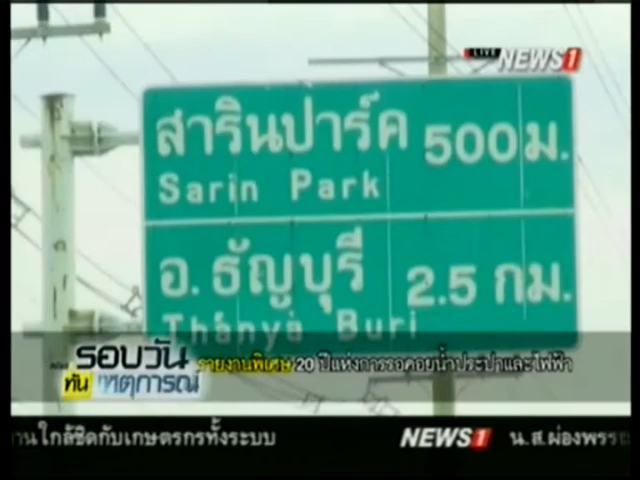 LIVE NEWS1
สารินปาร์ค 500 ม.
Sarin Park
อ. ธัญบุรี 2.5 กม.
Thanya Buri
รอบวัน
ทันเหตุการณ์
รายงานพิเศษ 20 ปีแห่งการรอคอยน้ำประปาและไฟฟ้า
านใกล้ชิดกับเกษตรกรทั้งระบบ NEWS1 น.ส.ผ่องพรรณ